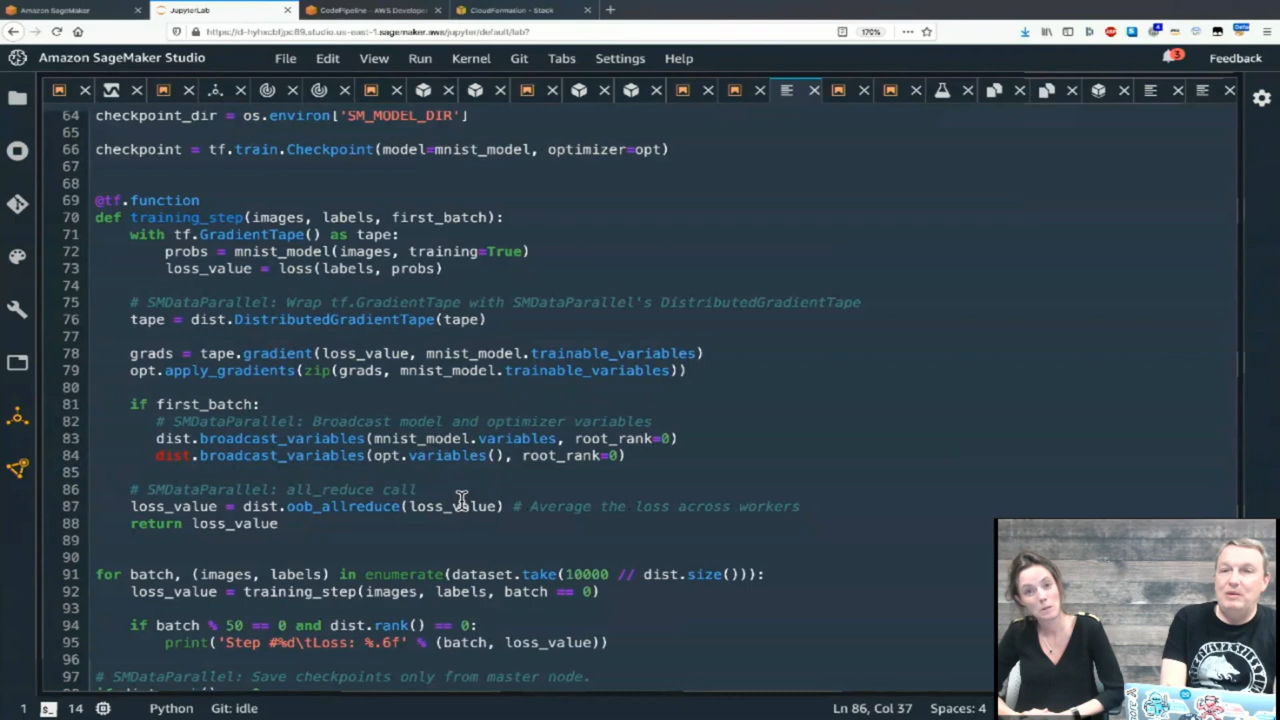 Amazon SageMaker
JupyterLab
CodePipeline - AWS Develope
CloudFormation - Stack
https://d-hyhxcbfjpc89.studio.us-east-1.sagemaker.aws/jupyter/default/lab?
170%
Amazon SageMaker Studio
File Edit View Run Kernel Git Tabs Settings Help
3
Feedback
64 checkpoint_dir = os.environ['SM_MODEL_DIR']
65
66 checkpoint = tf.train.Checkpoint(model=mnist_model, optimizer=opt)
67
68
69 @tf.function
70 def training_step(images, labels, first_batch):
71 with tf.GradientTape() as tape:
72 probs = mnist_model(images, training=True)
73 loss_value = loss(labels, probs)
74
75 # SMDataParallel: Wrap tf.GradientTape with SMDataParallel's DistributedGradientTape
76 tape = dist.DistributedGradientTape(tape)
77
78 grads = tape.gradient(loss_value, mnist_model.trainable_variables)
79 opt.apply_gradients(zip(grads, mnist_model.trainable_variables))
80
81 if first_batch:
82 # SMDataParallel: Broadcast model and optimizer variables
83 dist.broadcast_variables(mnist_model.variables, root_rank=0)
84 dist.broadcast_variables(opt.variables(), root_rank=0)
85
86 # SMDataParallel: all_reduce call
87 loss_value = dist.oob_allreduce(loss_value) # Average the loss across workers
88 return loss_value
89
90
91 for batch, (images, labels) in enumerate(dataset.take(10000 // dist.size())):
92 loss_value = training_step(images, labels, batch == 0)
93
94 if batch % 50 == 0 and dist.rank() == 0:
95 print('Step #%d\tLoss: %.6f' % (batch, loss_value))
96
97 # SMDataParallel: Save checkpoints only from master node.
1 14 Python Git: idle
Ln 86, Col 37 Spaces: 4